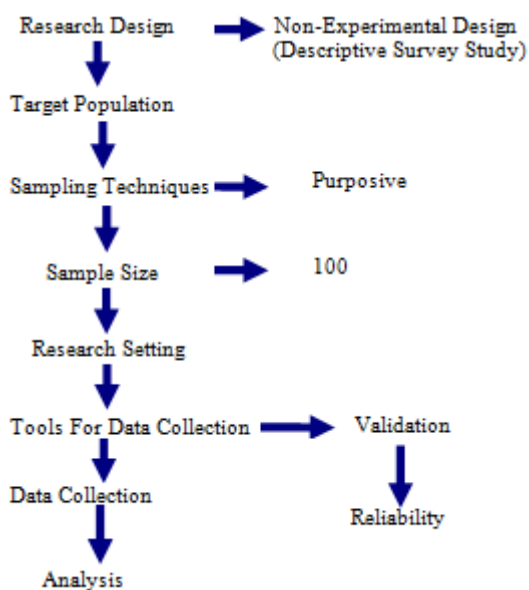 Research Design
Non-Experimental Design
(Descriptive Survey Study)
Target Population
Sampling Techniques
Purposive
Sample Size
100
Research Setting
Tools For Data Collection
Validation
Data Collection
Reliability
Analysis